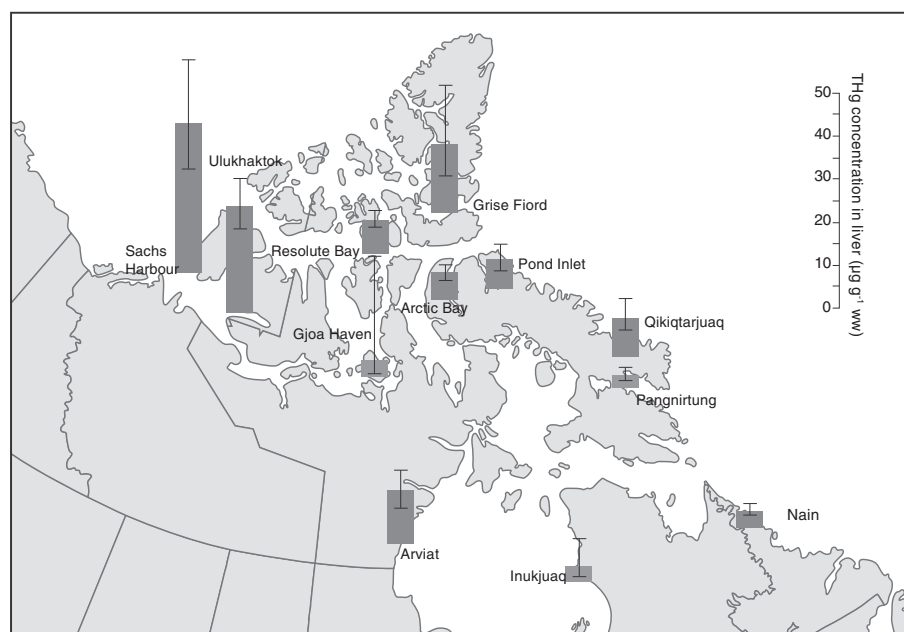 50
40
30
20
10
0
THg concentration in liver (µg g-1 ww)
Ulukhaktok
Grise Fiord
Sachs
Harbour
Resolute Bay
Pond Inlet
Arctic Bay
Gjoa Haven
Qikiqtarjuaq
Pangnirtung
Nain
Arviat
Inukjuaq